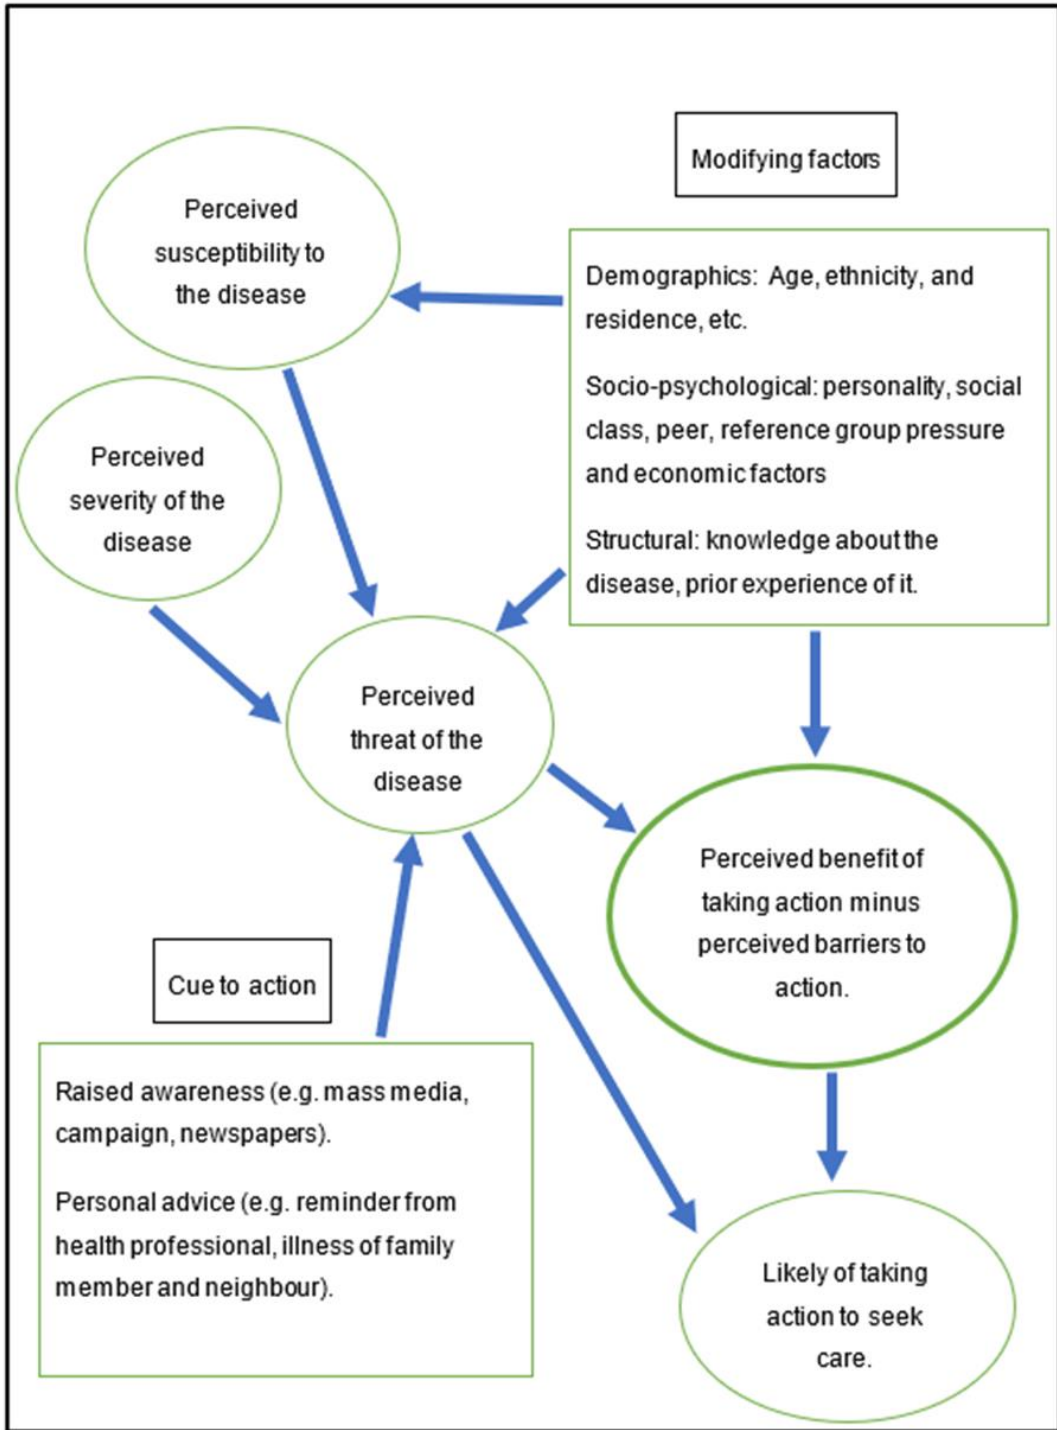 Modifying factors
Perceived
susceptibility to
the disease
Demographics: Age, ethnicity, and
residence, etc.
Socio-psychological: personality, social
class, peer, reference group pressure
and economic factors
Structural: knowledge about the
disease, prior experience of it.
Perceived
severity of the
disease
Perceived
threat of the
disease
Perceived benefit of
taking action minus
perceived barriers to
action.
Cue to action
Raised awareness (e.g. mass media,
campaign, newspapers).
Personal advice (e.g. reminder from
health professional, illness of family
member and neighbour).
Likely of taking
action to seek
care.